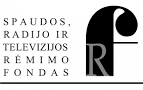 SPAUDOS,
RADIJO IR
TELEVIZIJOS
RĖMIMO
FONDAS
R
f